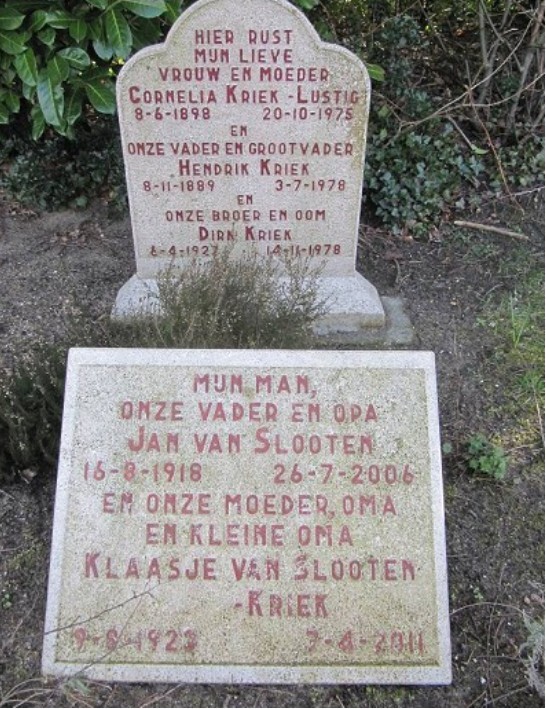 HIER RUST
MIJN LIEVE
VROUW EN MOEDER
CORNELIA KRIEK-LUSTIG
8-6-1898 20-10-1975
EN
ONZE VADER EN GROOTVADER
HENDRIK KRIEK
8-11-1889 3-7-1978
EN
ONZE BROER EN OOM
DIRK KRIEK
14-11-1978
MIJN MAN,
ONZE VADER EN OPA
JAN VAN SLOOTEN
16-8-1918 26-7-2006
EN ONZE MOEDER, OMA
EN KLEINE OMA
KLAASJE VAN SLOOTEN
-KRIEK
7-4-2011